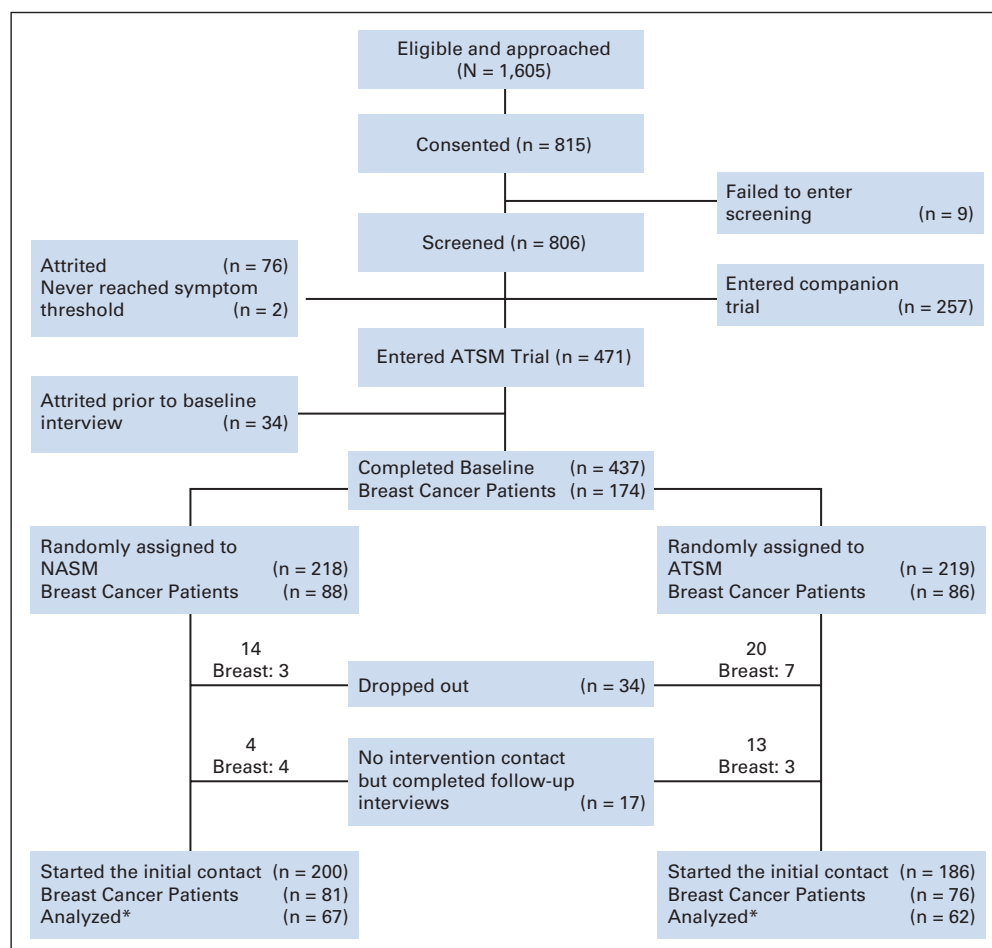 Eligible and approached
(N = 1,605)
Consented (n = 815)
Failed to enter
screening (n = 9)
Screened (n = 806)
Attrited (n = 76)
Never reached symptom
threshold (n = 2)
Entered companion
trial (n = 257)
Entered ATSM Trial (n = 471)
Attrited prior to baseline
interview (n = 34)
Completed Baseline (n = 437)
Breast Cancer Patients (n = 174)
Randomly assigned to
NASM (n = 218)
Breast Cancer Patients (n = 88)
Randomly assigned to
ATSM (n = 219)
Breast Cancer Patients (n = 86)
14
Breast: 3
Dropped out (n = 34)
20
Breast: 7
4
Breast: 4
No intervention contact
but completed follow-up
interviews (n = 17)
13
Breast: 3
Started the initial contact (n = 200)
Breast Cancer Patients (n = 81)
Analyzed* (n = 67)
Started the initial contact (n = 186)
Breast Cancer Patients (n = 76)
Analyzed* (n = 62)